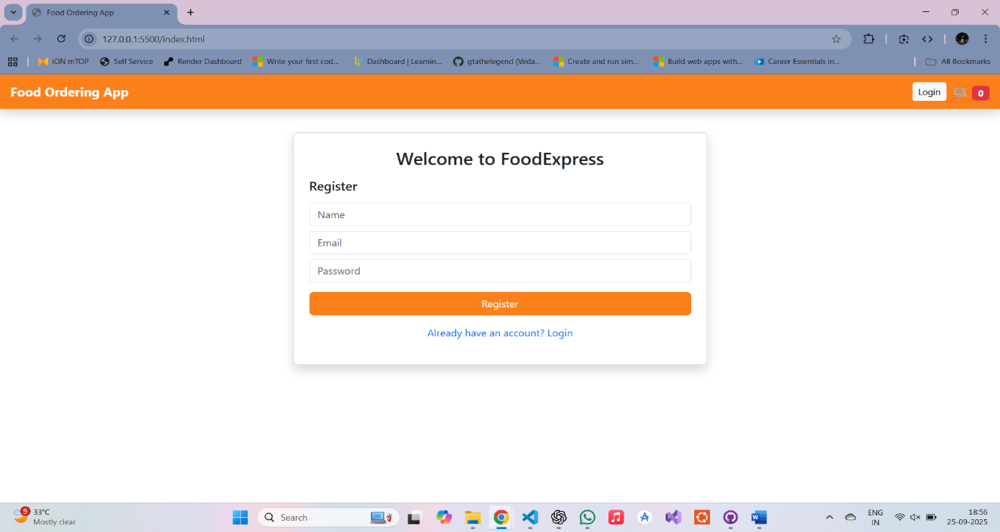 Food Ordering App
127.0.0.1:5500/index.html
iON mTOP Self Service Render Dashboard Write your first cod... Dashboard | Learnin... gtathelegend (Veda... Create and run sim... Build web apps with... Career Essentials in... All Bookmarks
Food Ordering App Login 0
Welcome to FoodExpress
Register
Name
Email
Password
Register
Already have an account? Login
9 33°C
Mostly clear
Search
ENG
IN
18:56
25-09-2025